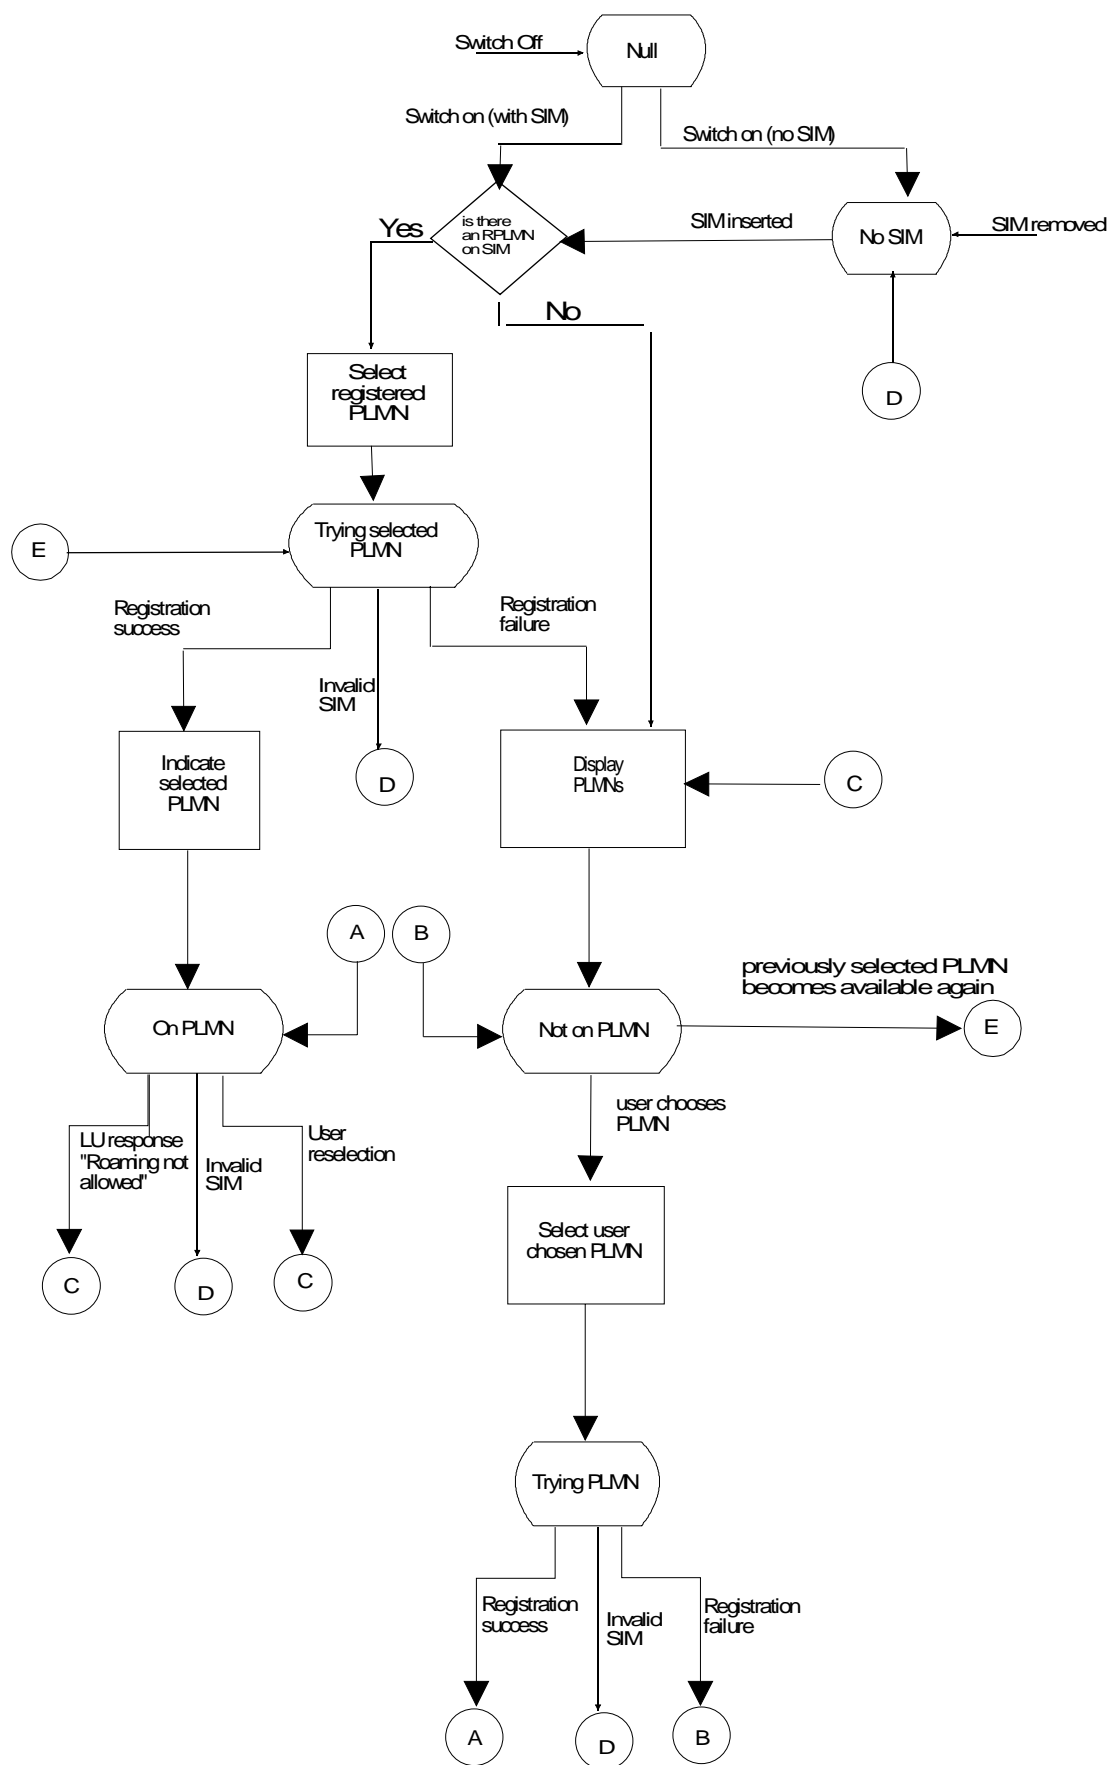 Switch Off
Null
Switch on (with SIM)
Switch on (no SIM)
is there
an RPLMN
on SIM
Yes
SIM inserted
No SIM
SIM removed
No
D
Select
registered
PLMN
Trying selected
PLMN
E
Registration
success
Invalid
SIM
Registration
failure
Indicate
selected
PLMN
D
Display
PLMNs
C
A
B
On PLMN
Not on PLMN
previously selected PLMN
becomes available again
E
LU response
"Roaming not
allowed"
Invalid
SIM
User
reselection
user chooses
PLMN
C
D
C
Select user
chosen PLMN
Trying PLMN
Registration
success
Invalid
SIM
Registration
failure
A
D
B